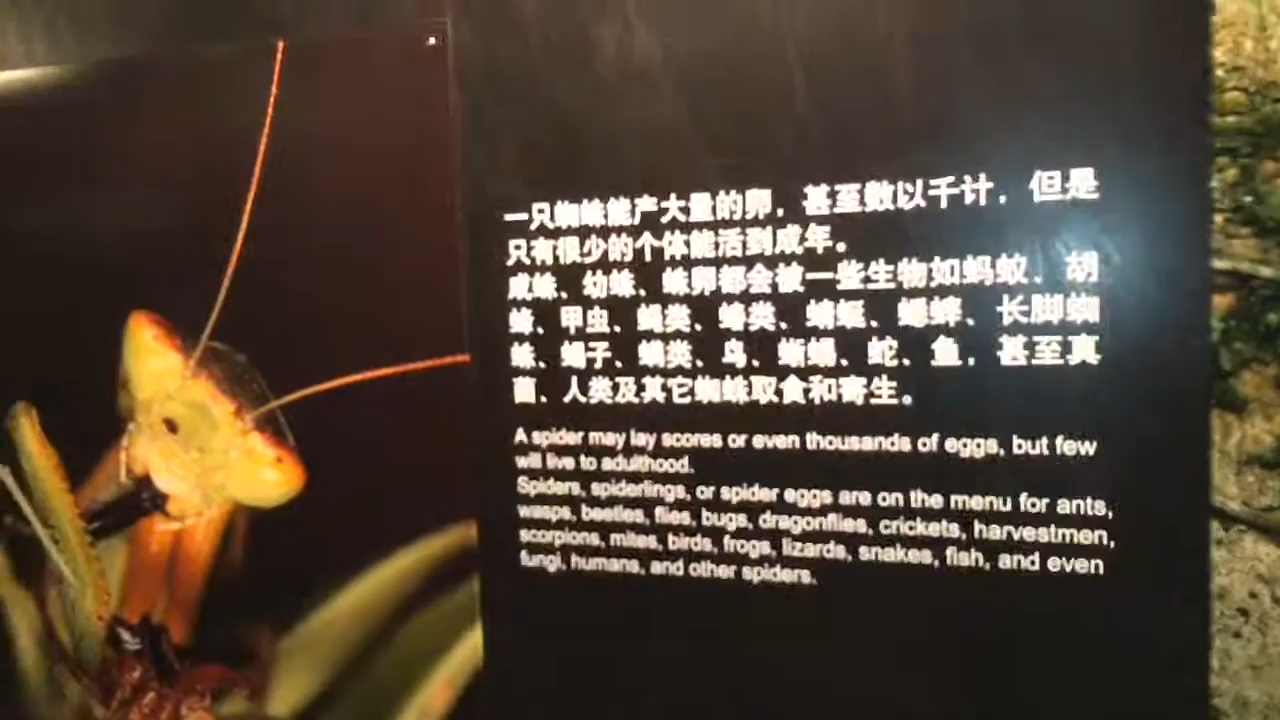 一只蜘蛛能产大量的卵，甚至数以千计，但是
只有很少的个体能活到成年。
成蛛、幼蛛、蛛卵都会被一些生物如蚂蚁、胡
蜂、甲虫、蝇类、蝽类、蜻蜓、蟋蟀、长脚蜘
蛛、蝎子、螨类、鸟、蜥蜴、蛇、鱼，甚至真
菌、人类及其它蜘蛛取食和寄生。
A spider may lay scores or even thousands of eggs, but few
will live to adulthood.
Spiders, spiderlings, or spider eggs are on the menu for ants,
wasps, beetles, flies, bugs, dragonflies, crickets, harvestmen,
scorpions, mites, birds, frogs, lizards, snakes, fish, and even
fungi, humans, and other spiders.